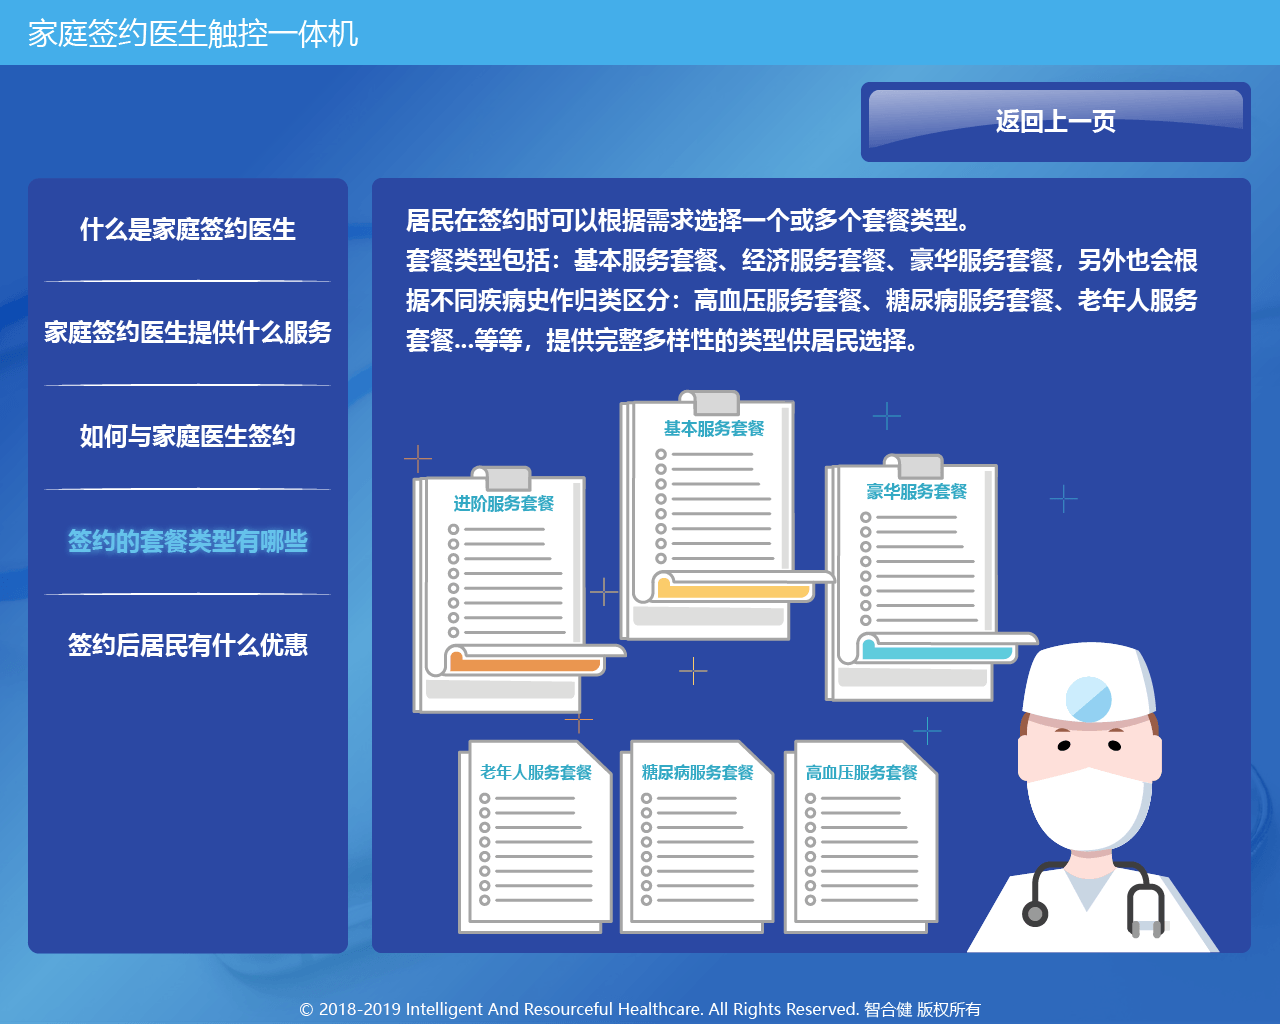 家庭签约医生触控一体机
返回上一页
什么是家庭签约医生
家庭签约医生提供什么服务
如何与家庭医生签约
签约的套餐类型有哪些
签约后居民有什么优惠
居民在签约时可以根据需求选择一个或多个套餐类型。
套餐类型包括：基本服务套餐、经济服务套餐、豪华服务套餐，另外也会根
据不同疾病史作归类区分：高血压服务套餐、糖尿病服务套餐、老年人服务
套餐...等等，提供完整多样性的类型供居民选择。
基本服务套餐
进阶服务套餐
豪华服务套餐
老年人服务套餐
糖尿病服务套餐
高血压服务套餐
© 2018-2019 Intelligent And Resourceful Healthcare. All Rights Reserved. 智合健 版权所有